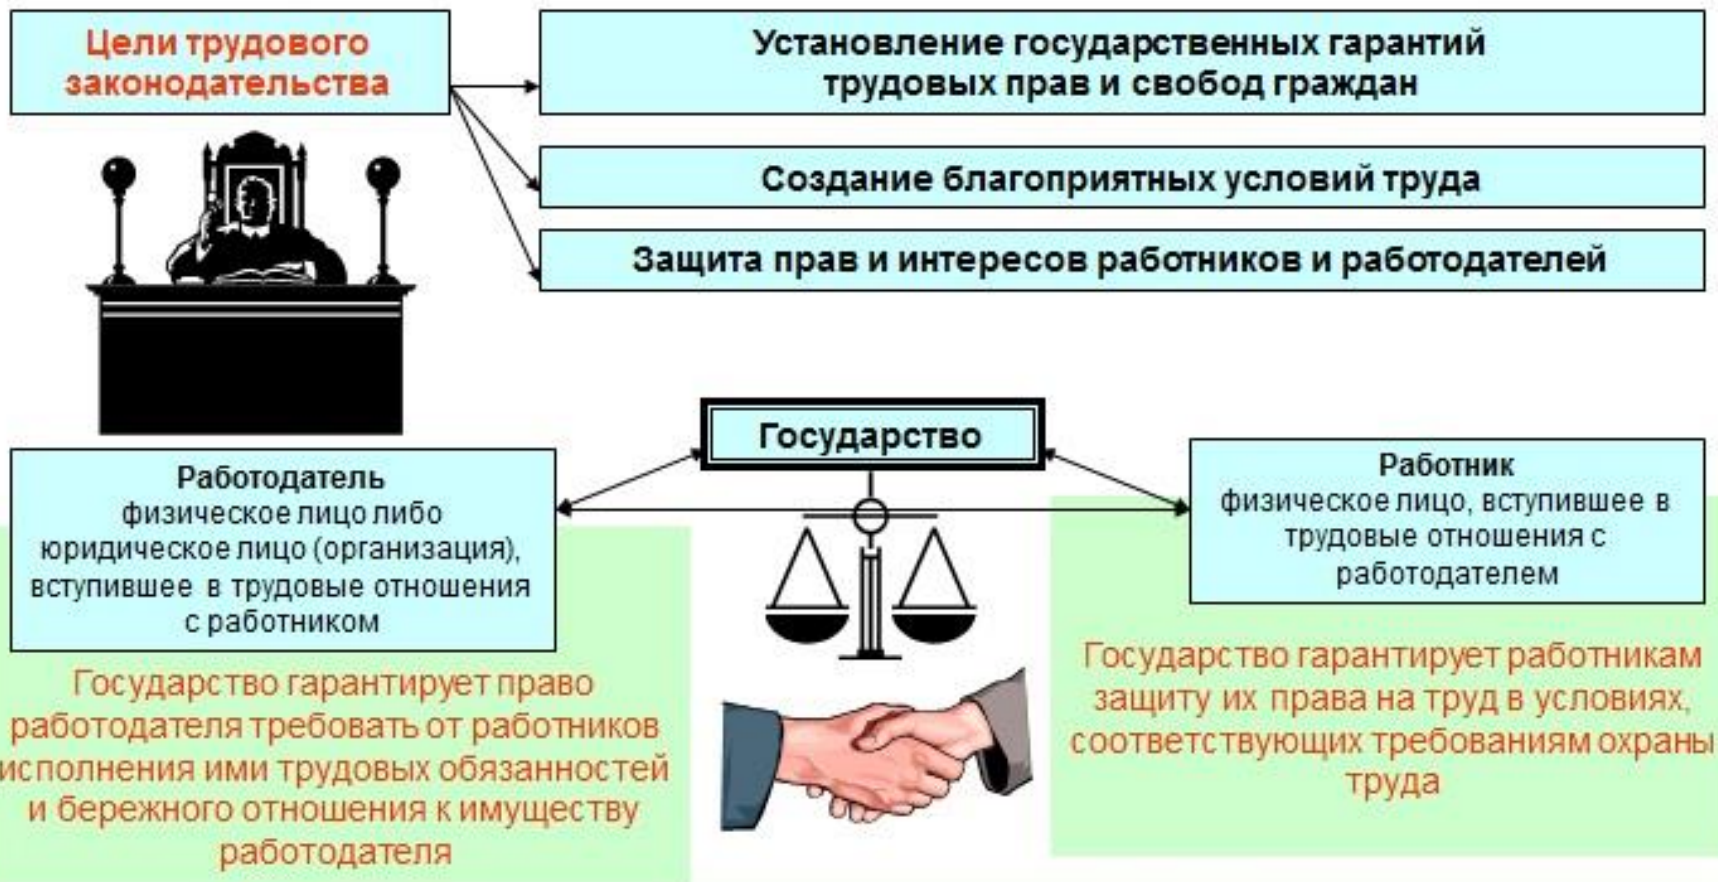 Цели трудового
законодательства
Установление государственных гарантий
трудовых прав и свобод граждан
Создание благоприятных условий труда
Защита прав и интересов работников и работодателей
Государство
Работодатель
физическое лицо либо
юридическое лицо (организация),
вступившее в трудовые отношения
с работником
Работник
физическое лицо, вступившее в
трудовые отношения с
работодателем
Государство гарантирует право
работодателя требовать от работников
исполнения ими трудовых обязанностей
и бережного отношения к имуществу
работодателя
Государство гарантирует работникам
защиту их права на труд в условиях,
соответствующих требованиям охраны
труда